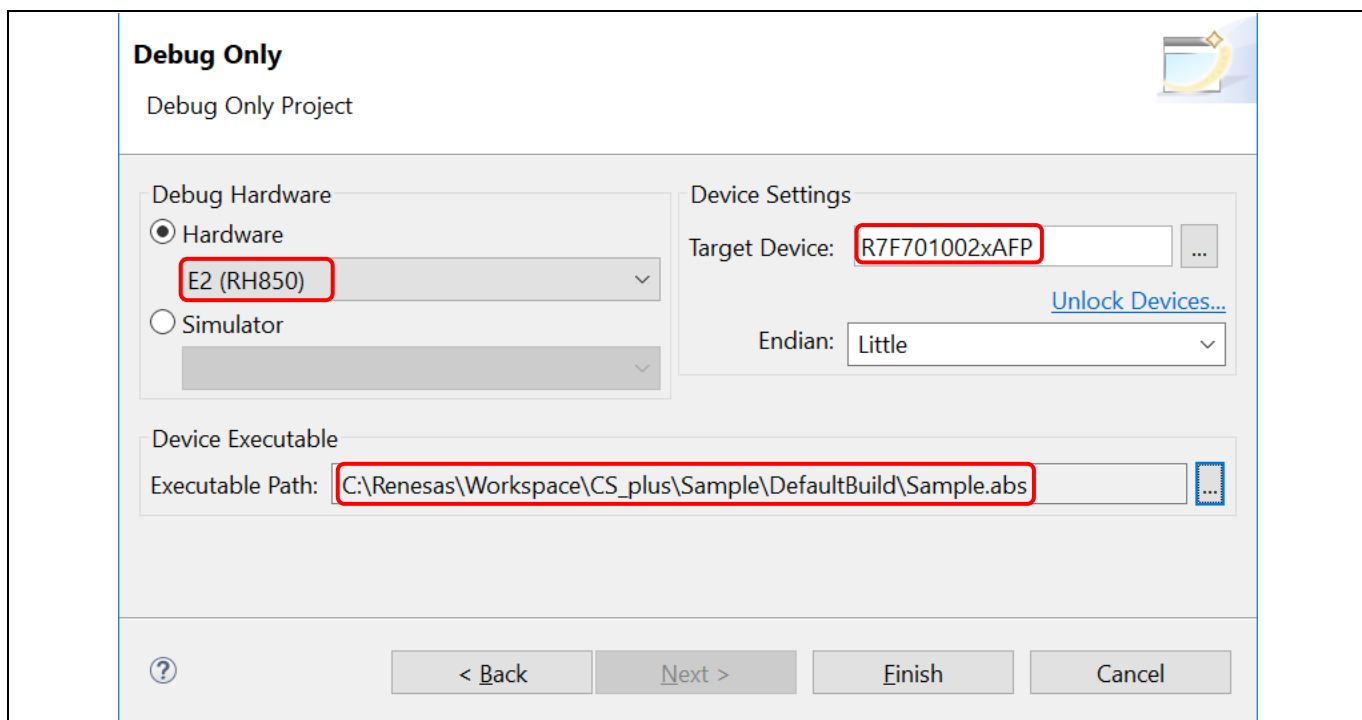 Debug Only
Debug Only Project
Debug Hardware
Hardware
E2 (RH850)
Simulator
Device Settings
Target Device: R7F701002xAFP ...
Unlock Devices...
Endian: Little
Device Executable
Executable Path: C:\Renesas\Workspace\CS_plus\Sample\DefaultBuild\Sample.abs ...
? < Back Next > Finish Cancel